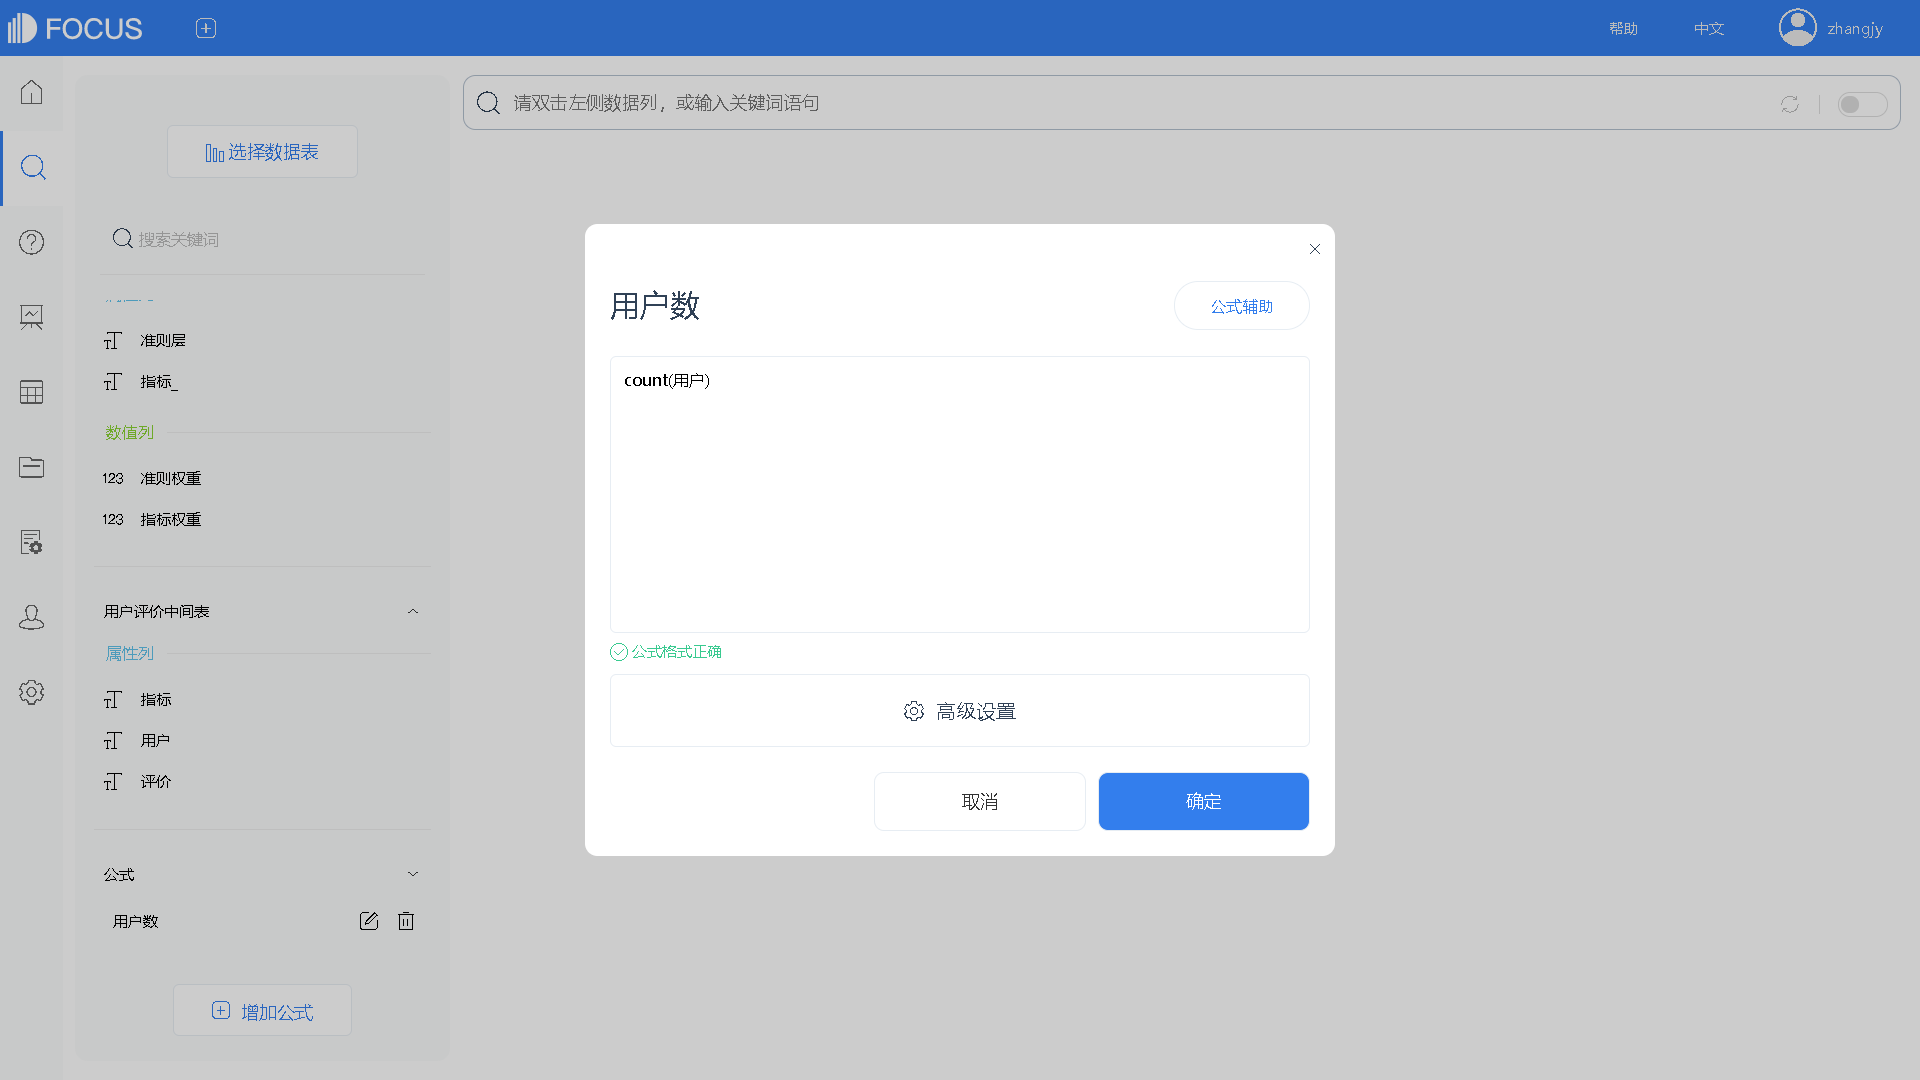 FOCUS
帮助
中文
zhangjy
选择数据表
请双击左侧数据列，或输入关键词语句
搜索关键词
准则层
指标_
数值列
123 准则权重
123 指标权重
用户评价中间表
属性列
指标
用户
评价
公式
用户数
增加公式
用户数
公式辅助
count(用户)
公式格式正确
高级设置
取消
确定